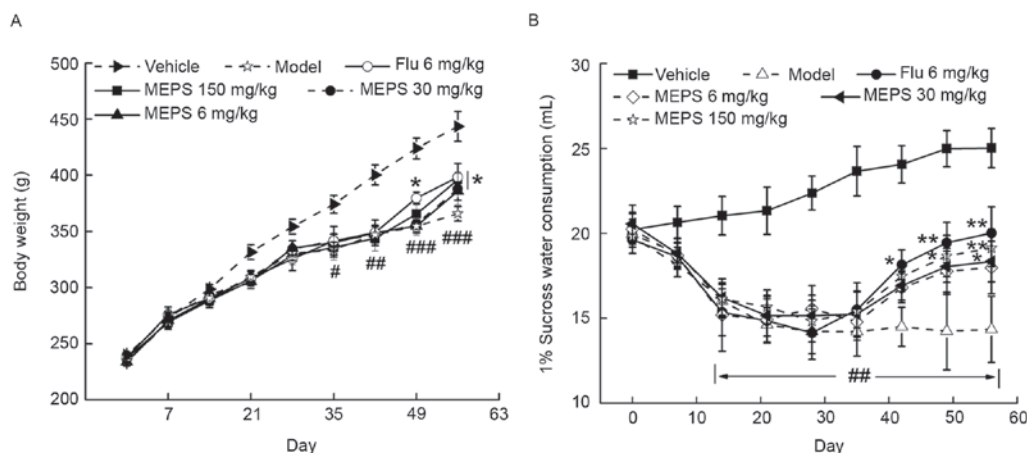 A
B
500
Vehicle Model Flu 6 mg/kg
MEPS 150 mg/kg MEPS 30 mg/kg
MEPS 6 mg/kg
450
400
350
300
250
200
Body weight (g)
* *
# ## ### ###
7 21 35 49 63
Day
30
Vehicle Model Flu 6 mg/kg
MEPS 6 mg/kg MEPS 30 mg/kg
MEPS 150 mg/kg
25
20
15
10
1% Sucross water consumption (mL)
* ** **
* **
*
##
0 10 20 30 40 50 60
Day